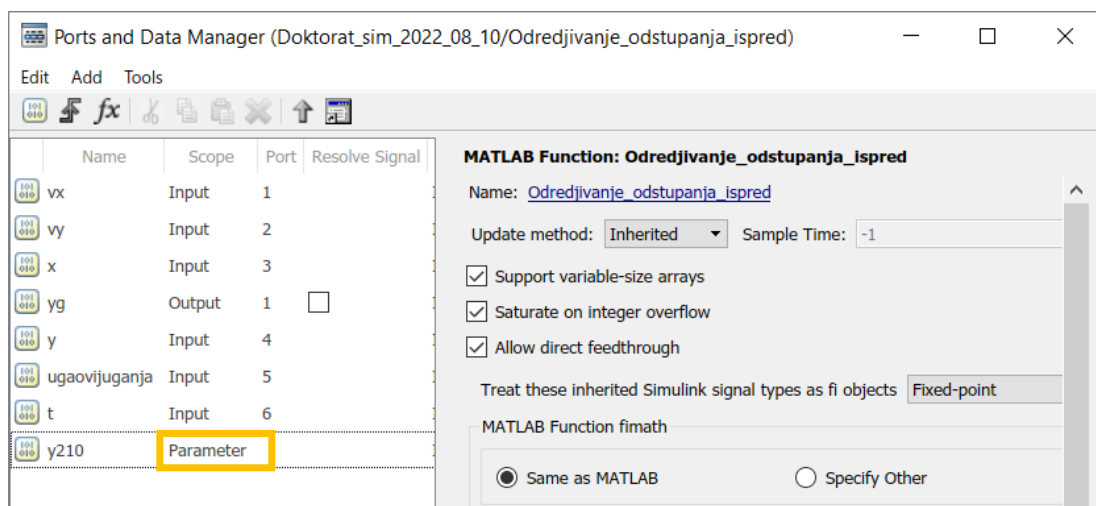 Ports and Data Manager (Doktorat_sim_2022_08_10/Odredjivanje_odstupanja_ispred)
Edit Add Tools
fx
Name Scope Port Resolve Signal
vx Input 1
vy Input 2
x Input 3
yg Output 1
y Input 4
ugaovijuganja Input 5
t Input 6
y210 Parameter
MATLAB Function: Odredjivanje_odstupanja_ispred
Name: Odredjivanje_odstupanja_ispred
Update method: Inherited Sample Time: -1
Support variable-size arrays
Saturate on integer overflow
Allow direct feedthrough
Treat these inherited Simulink signal types as fi objects Fixed-point
MATLAB Function fimath
Same as MATLAB Specify Other